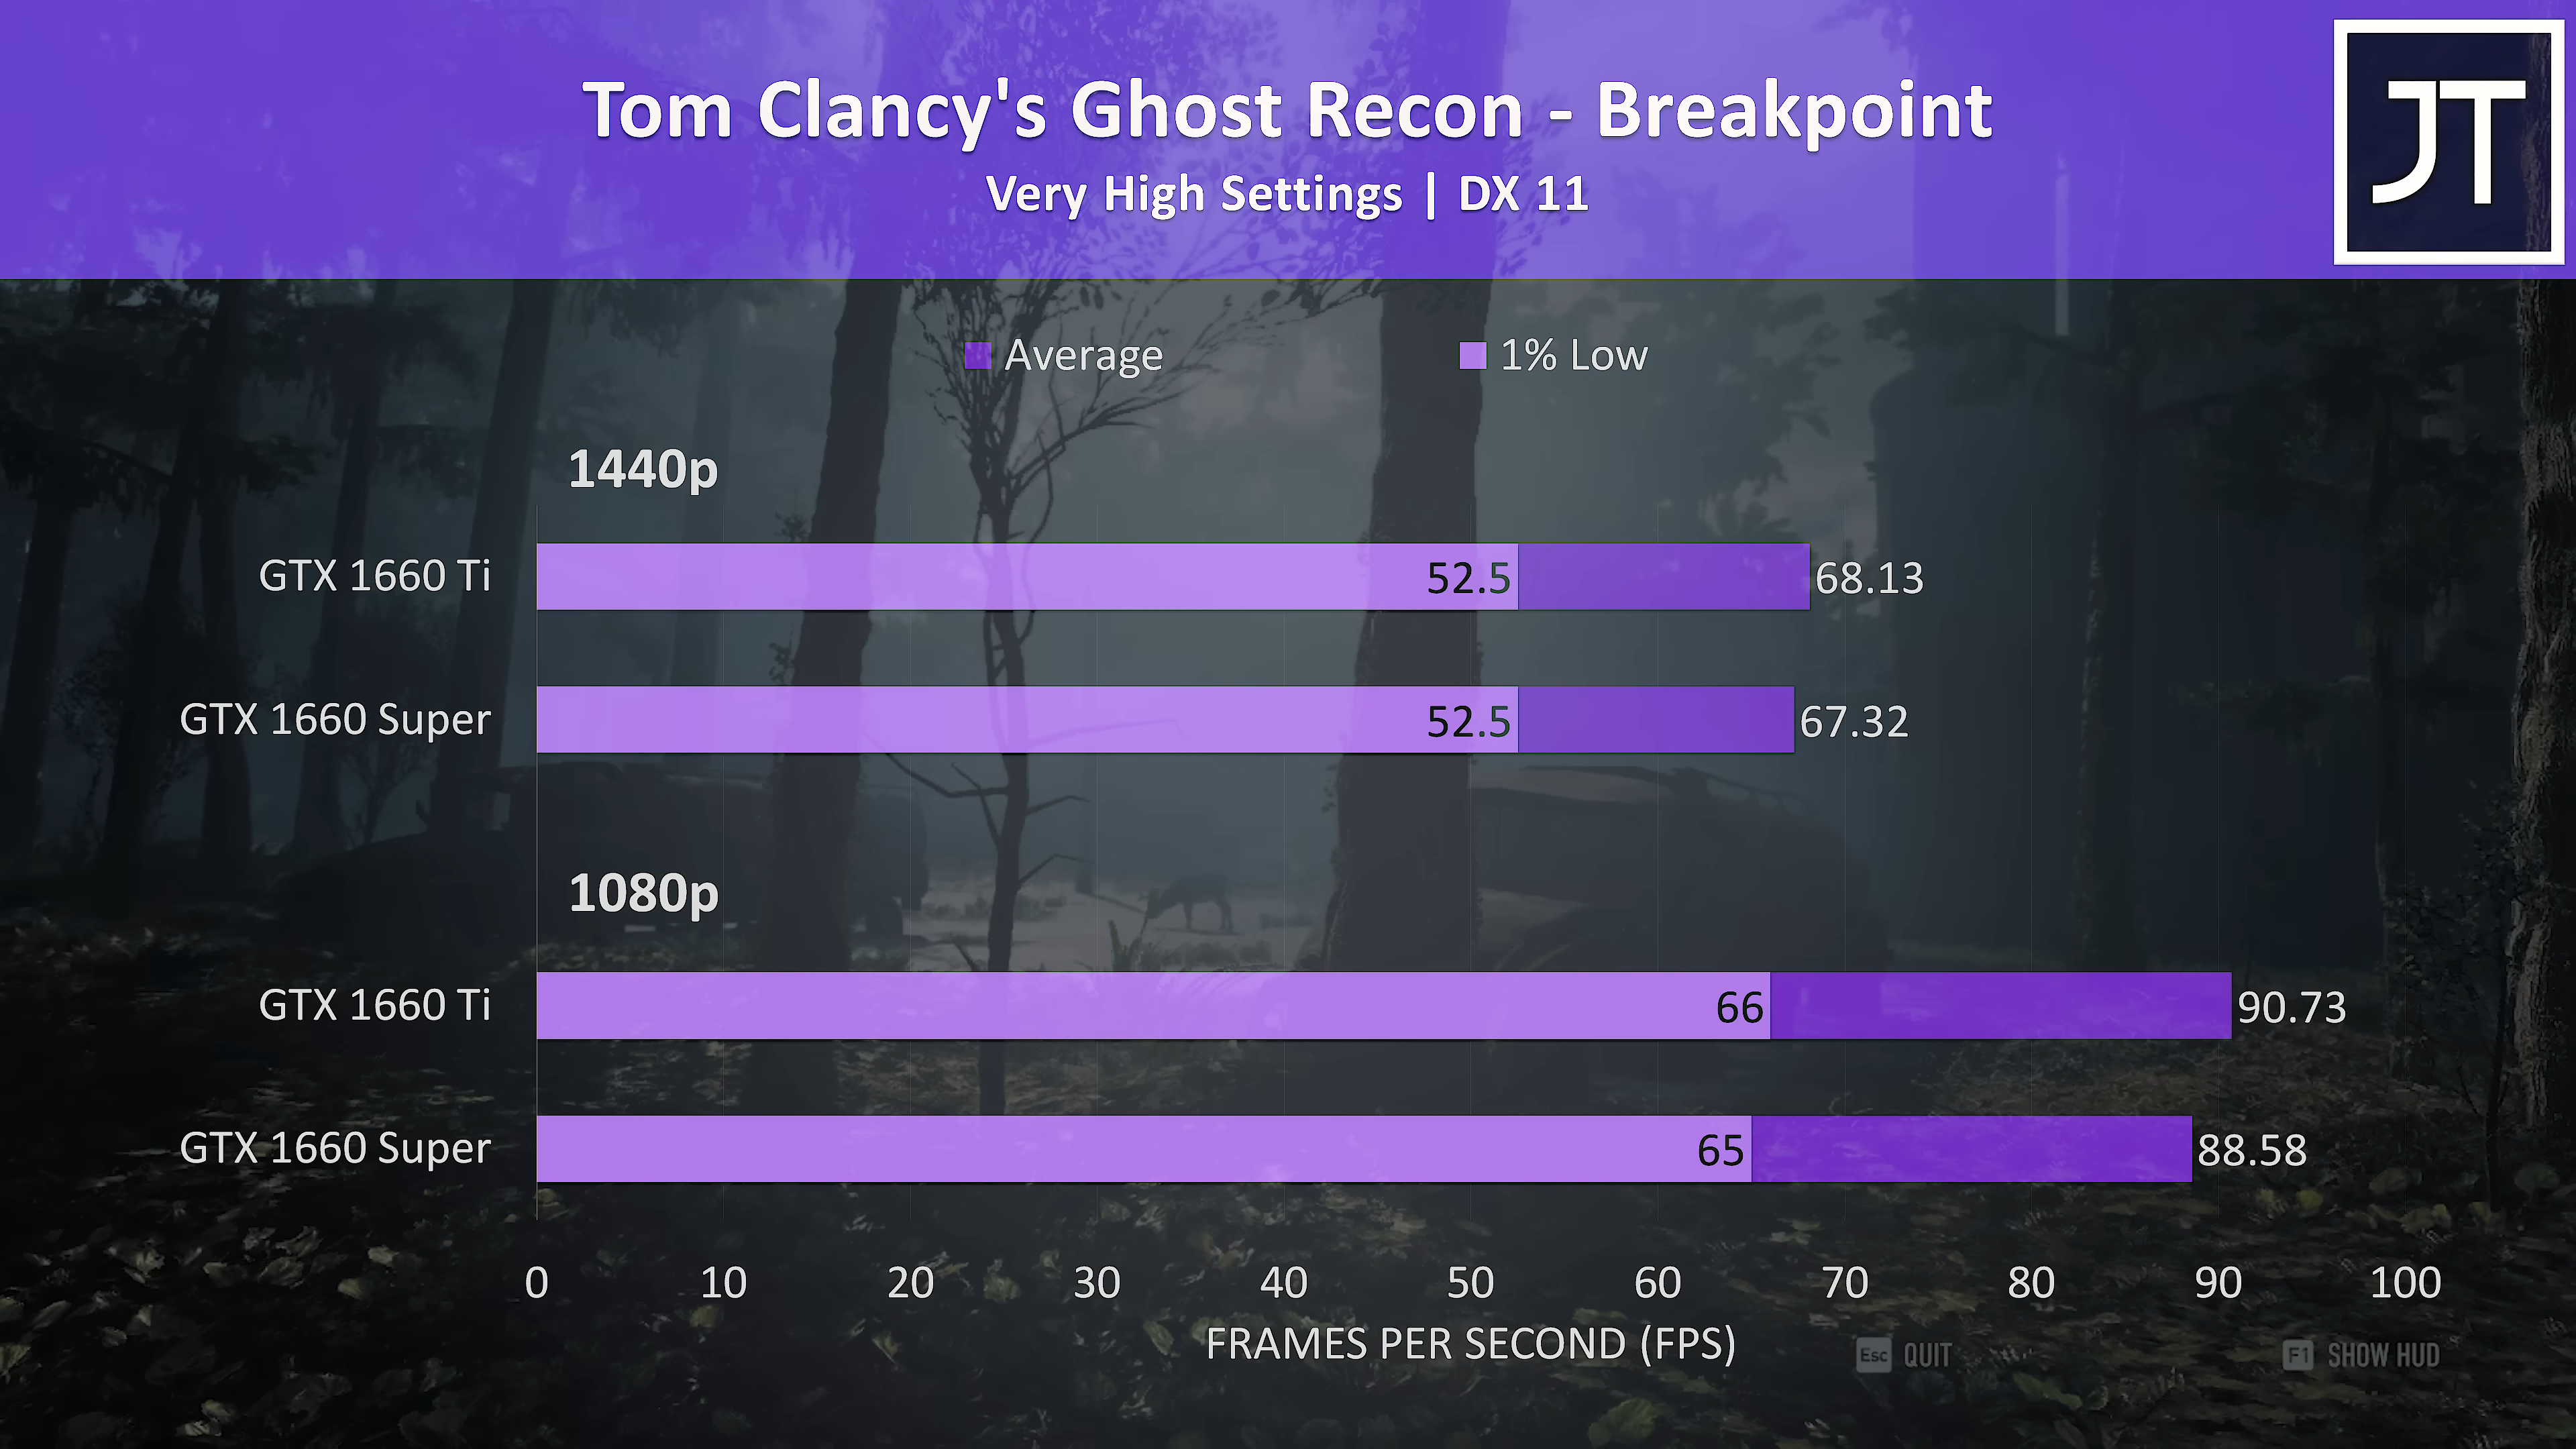 Tom Clancy's Ghost Recon - Breakpoint
JT
Very High Settings | DX 11
Average
1% Low
1440p
GTX 1660 Ti
52.5
68.13
GTX 1660 Super
52.5
67.32
1080p
GTX 1660 Ti
66
90.73
GTX 1660 Super
65
88.58
0 10 20 30 40 50 60 70 80 90 100
FRAMES PER SECOND (FPS)
Esc QUIT
F1 SHOW HUD